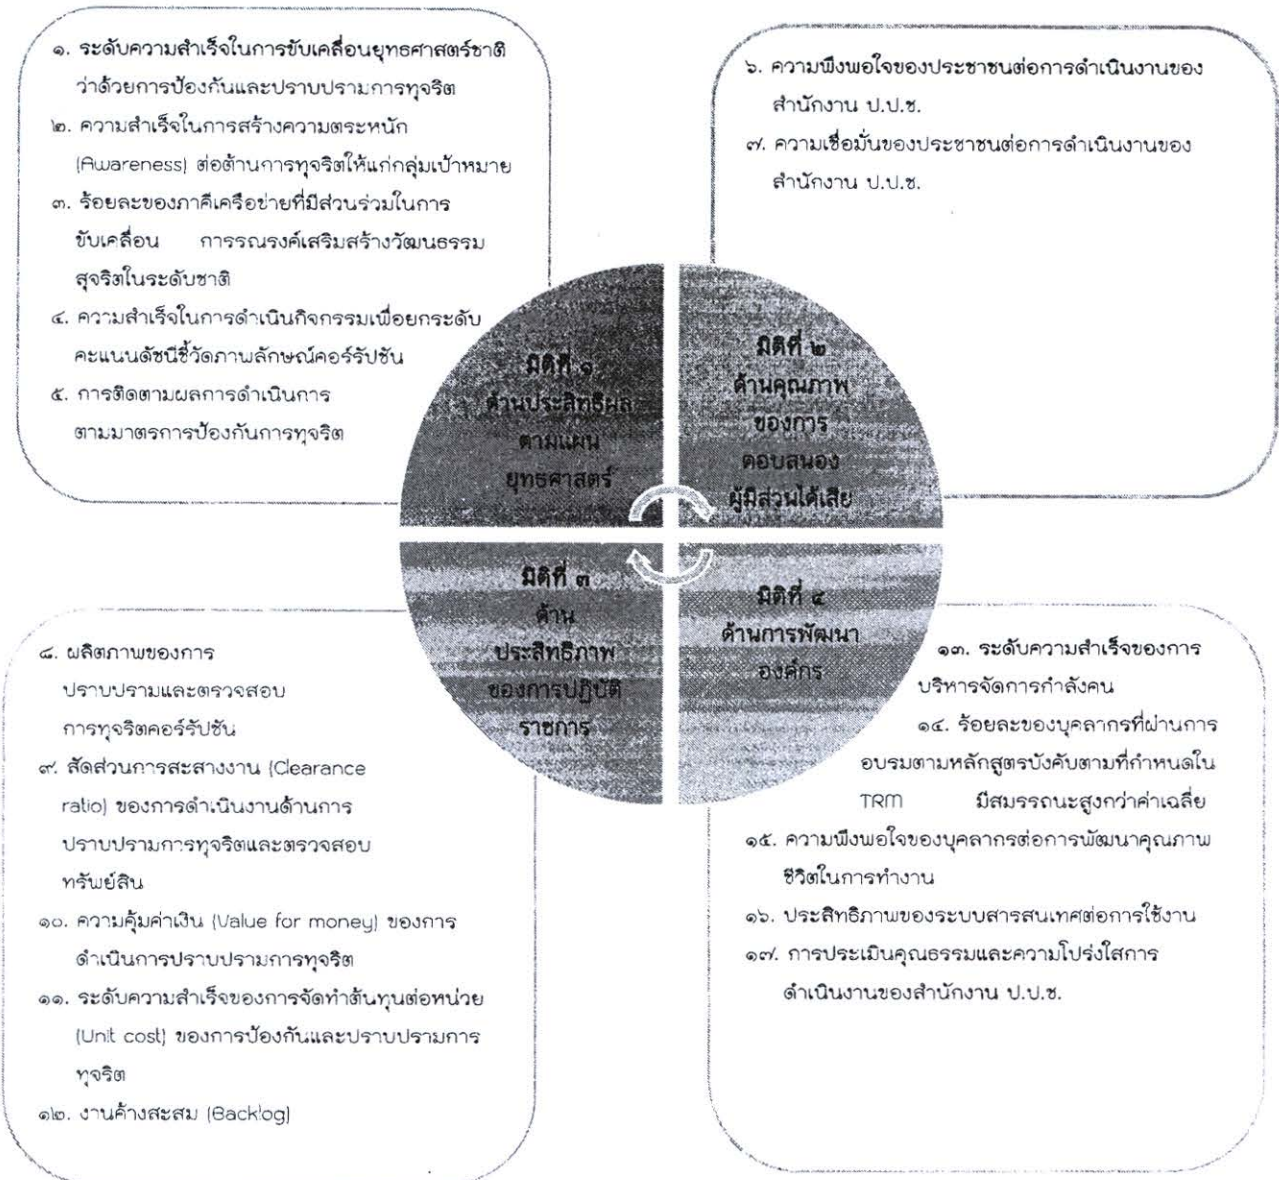 ๑. ระดับความสำเร็จในการขับเคลื่อนยุทธศาสตร์ชาติ
ว่าด้วยการป้องกันและปราบปรามการทุจริต
๒. ความสำเร็จในการสร้างความตระหนัก
(Awareness) ต่อต้านการทุจริตให้แก่กลุ่มเป้าหมาย
๓. ร้อยละของภาคีเครือข่ายที่มีส่วนร่วมในการ
ขับเคลื่อน การรณรงค์เสริมสร้างวัฒนธรรม
สุจริตในระดับชาติ
๔. ความสำเร็จในการดำเนินกิจกรรมเพื่อยกระดับ
คะแนนดัชนีชี้วัดภาพลักษณ์คอร์รัปชัน
๕. การติดตามผลการดำเนินการ
ตามมาตรการป้องกันการทุจริต
๖. ความพึงพอใจของประชาชนต่อการดำเนินงานของ
สำนักงาน ป.ป.ช.
๗. ความเชื่อมั่นของประชาชนต่อการดำเนินงานของ
สำนักงาน ป.ป.ช.
มิติที่ ๑
ด้านประสิทธิผล
ตามแผน
ยุทธศาสตร์
มิติที่ ๒
ด้านคุณภาพ
ของการ
ตอบสนอง
ผู้มีส่วนได้เสีย
มิติที่ ๓
ด้าน
ประสิทธิภาพ
ของการปฏิบัติ
ราชการ
มิติที่ ๔
ด้านการพัฒนา
องค์กร
๘. ผลิตภาพของการ
ปราบปรามและตรวจสอบ
การทุจริตคอร์รัปชัน
๙. สัดส่วนการสะสางงาน (Clearance
ratio) ของการดำเนินงานด้านการ
ปราบปรามการทุจริตและตรวจสอบ
ทรัพย์สิน
๑๐. ความคุ้มค่าเงิน (Value for money) ของการ
ดำเนินการปราบปรามการทุจริต
๑๑. ระดับความสำเร็จของการจัดทำต้นทุนต่อหน่วย
(Unit cost) ของการป้องกันและปราบปรามการ
ทุจริต
๑๒. งานค้างสะสม (Backlog)
๑๓. ระดับความสำเร็จของการ
บริหารจัดการกำลังคน
๑๔. ร้อยละของบุคลากรที่ผ่านการ
อบรมตามหลักสูตรบังคับตามที่กำหนดใน
TRM มีสมรรถนะสูงกว่าค่าเฉลี่ย
๑๕. ความพึงพอใจของบุคลากรต่อการพัฒนาคุณภาพ
ชีวิตในการทำงาน
๑๖. ประสิทธิภาพของระบบสารสนเทศต่อการใช้งาน
๑๗. การประเมินคุณธรรมและความโปร่งใสการ
ดำเนินงานของสำนักงาน ป.ป.ช.